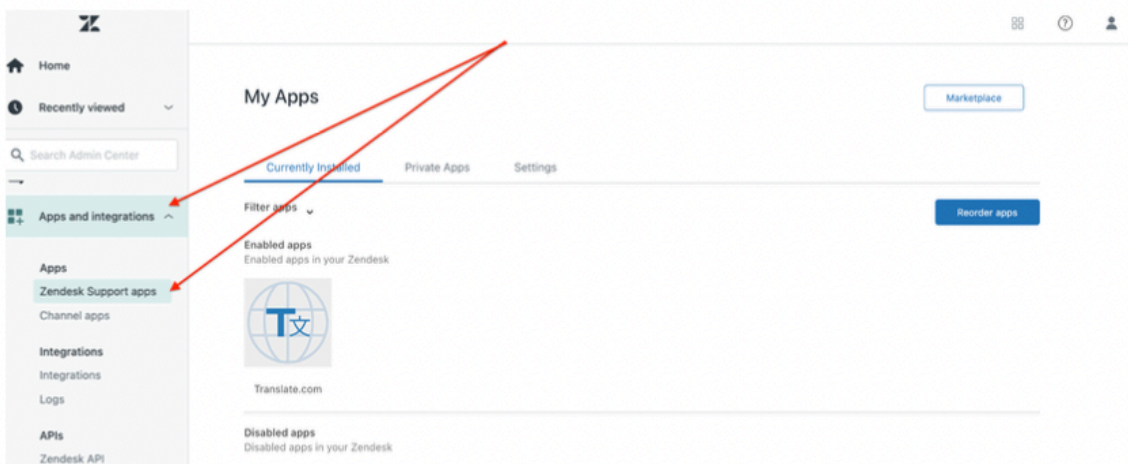 Home
Recently viewed
Search Admin Center
Apps and integrations
Apps
Zendesk Support apps
Channel apps
Integrations
Integrations
Logs
APIs
Zendesk API
My Apps
Marketplace
Currently Installed
Private Apps
Settings
Filter apps
Reorder apps
Enabled apps
Enabled apps in your Zendesk
T文
Translate.com
Disabled apps
Disabled apps in your Zendesk